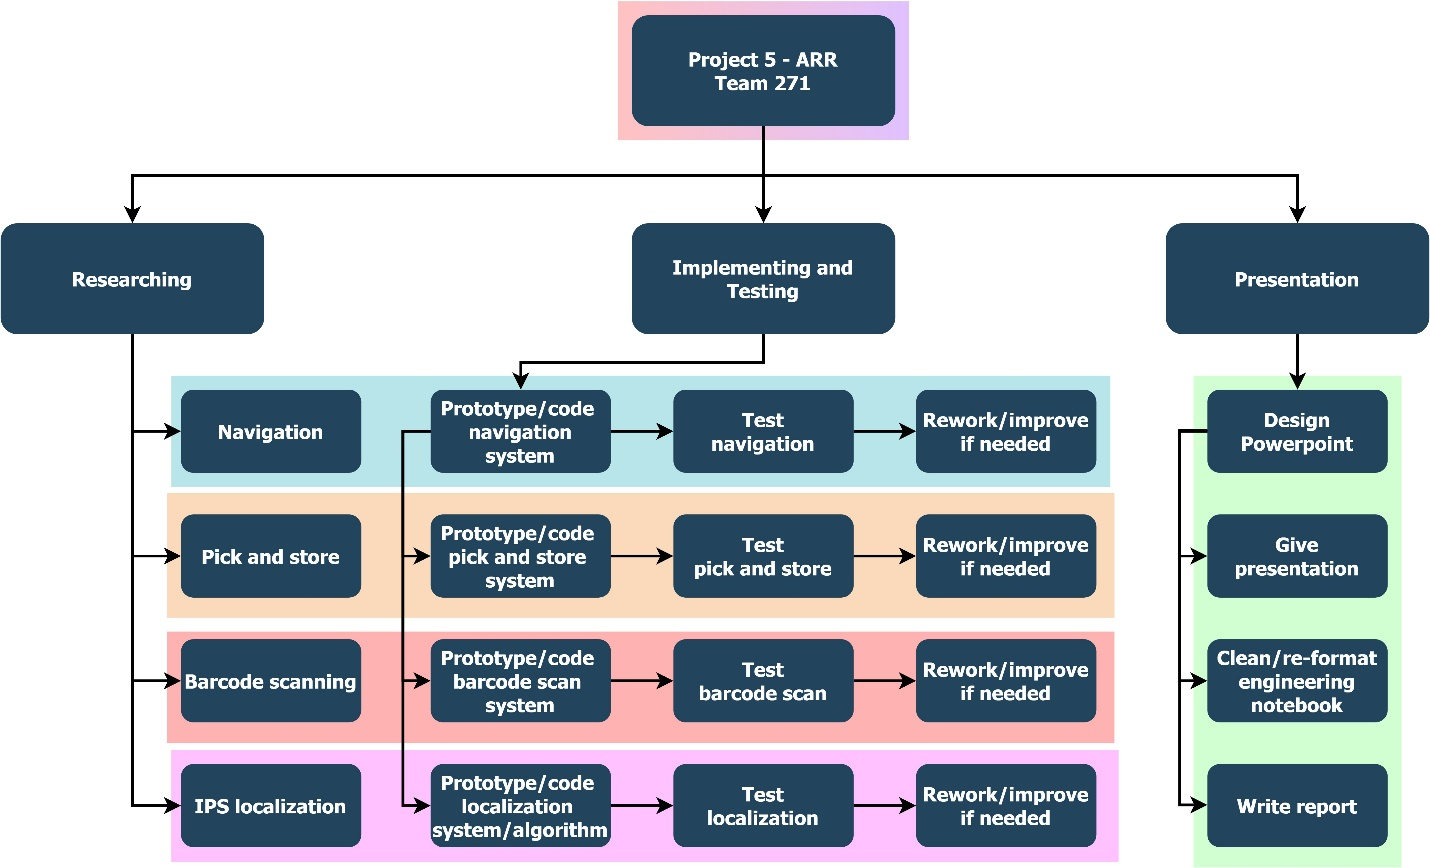 Project 5 - ARR
Team 271
Researching
Implementing and
Testing
Presentation
Navigation
Prototype/code
navigation
system
Test
navigation
Rework/improve
if needed
Design
Powerpoint
Pick and store
Prototype/code
pick and store
system
Test
pick and store
Rework/improve
if needed
Give
presentation
Barcode scanning
Prototype/code
barcode scan
system
Test
barcode scan
Rework/improve
if needed
Clean/re-format
engineering
notebook
IPS localization
Prototype/code
localization
system/algorithm
Test
localization
Rework/improve
if needed
Write report